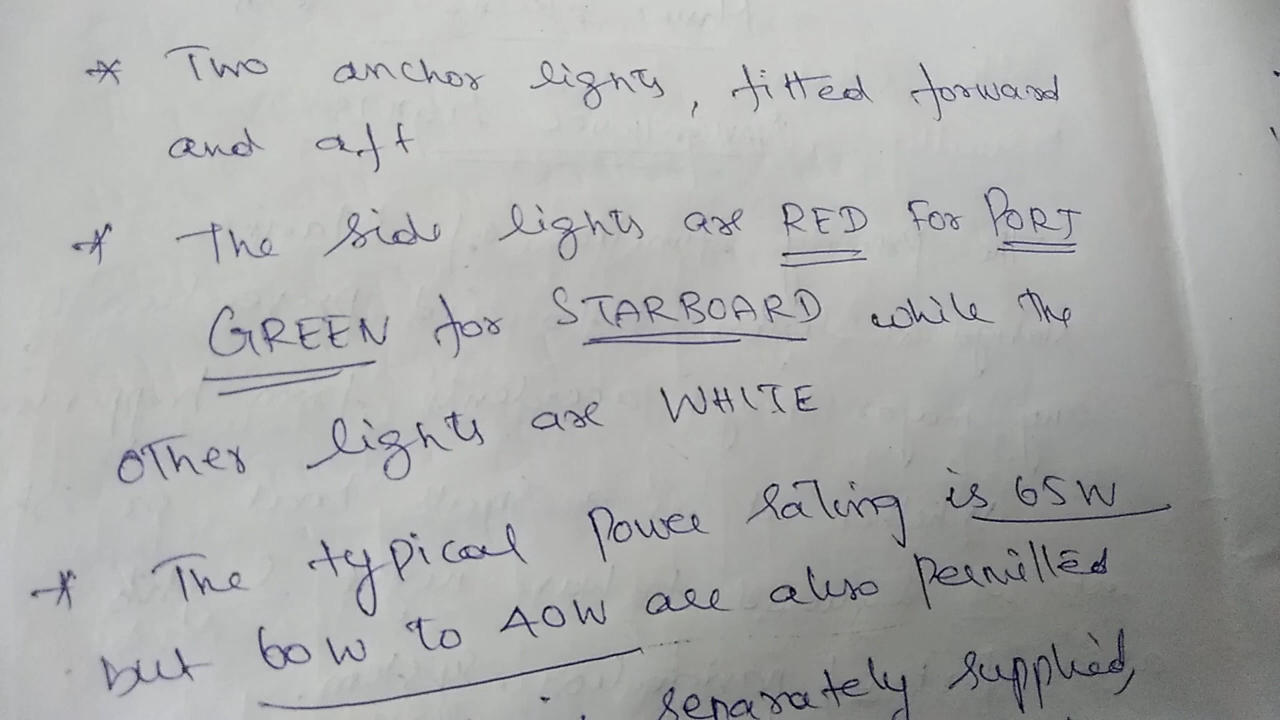 * Two anchor lights, fitted forward
and aft
* The side lights are RED For PORT
GREEN for STARBOARD while the
other lights are WHITE
* The typical power rating is 65W
but 60W to 40W are also permitted
separately supplied,